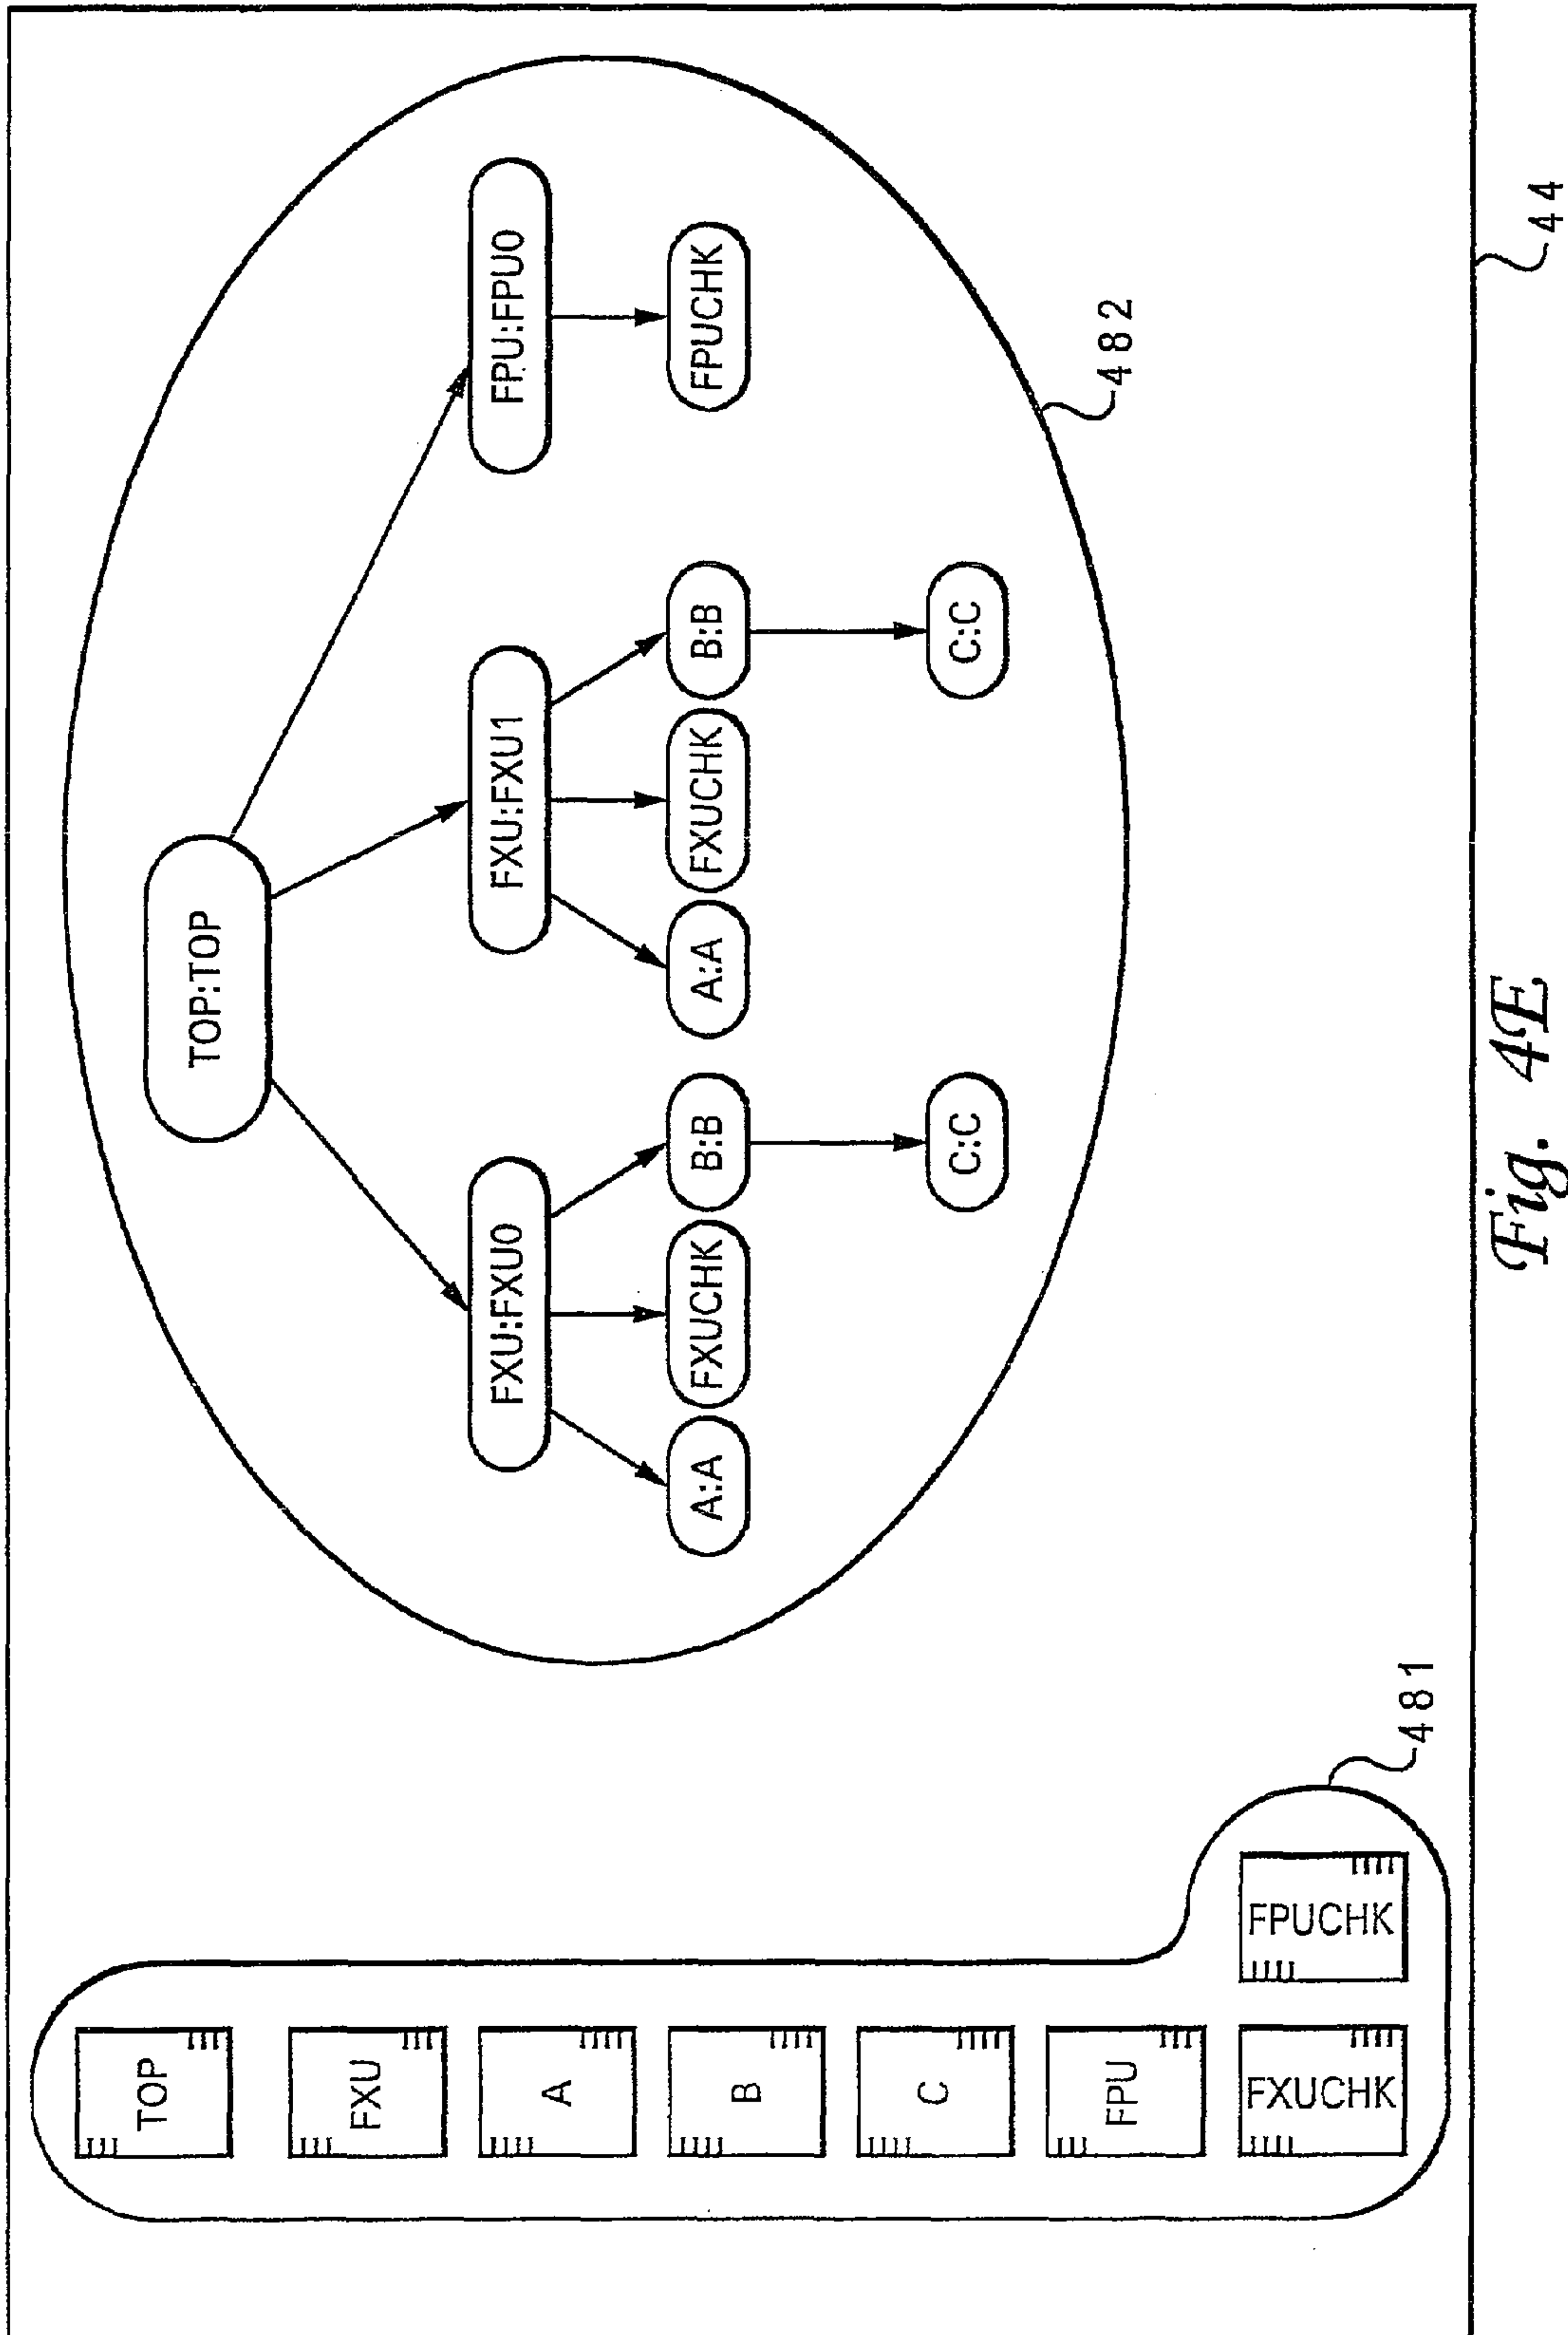 TOP
FXU
A
B
C
FPU
FXUCHK
FPUCHK
481
TOP:TOP
FXU:FXU0
FXU:FXU1
FPU:FPU0
A:A
FXUCHK
B:B
A:A
FXUCHK
B:B
FPUCHK
C:C
C:C
482
44
Fig. 4E